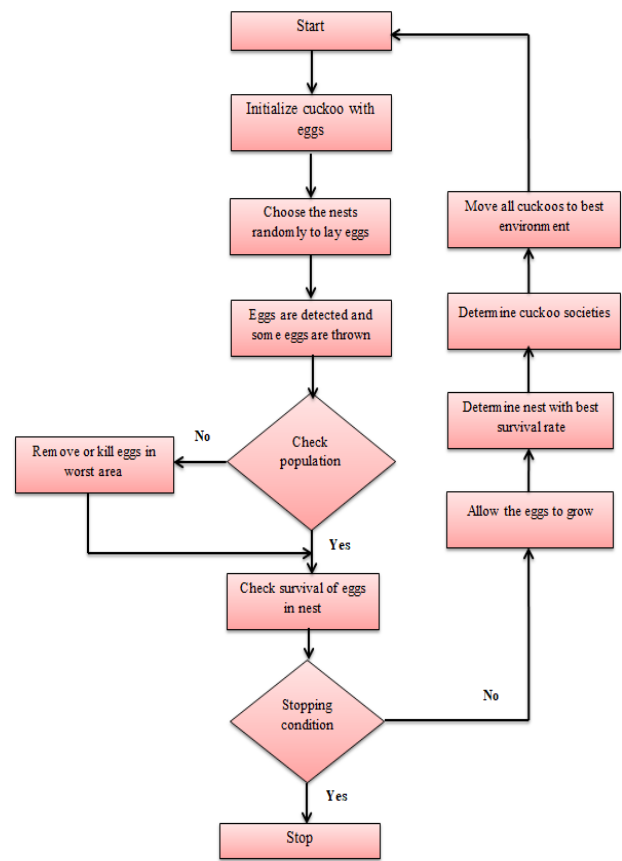 Start
Initialize cuckoo with
eggs
Choose the nests
randomly to lay eggs
Eggs are detected and
some eggs are thrown
Check
population
No
Remove or kill eggs in
worst area
Yes
Check survival of eggs
in nest
Stopping
condition
No
Yes
Stop
Allow the eggs to grow
Determine nest with best
survival rate
Determine cuckoo societies
Move all cuckoos to best
environment